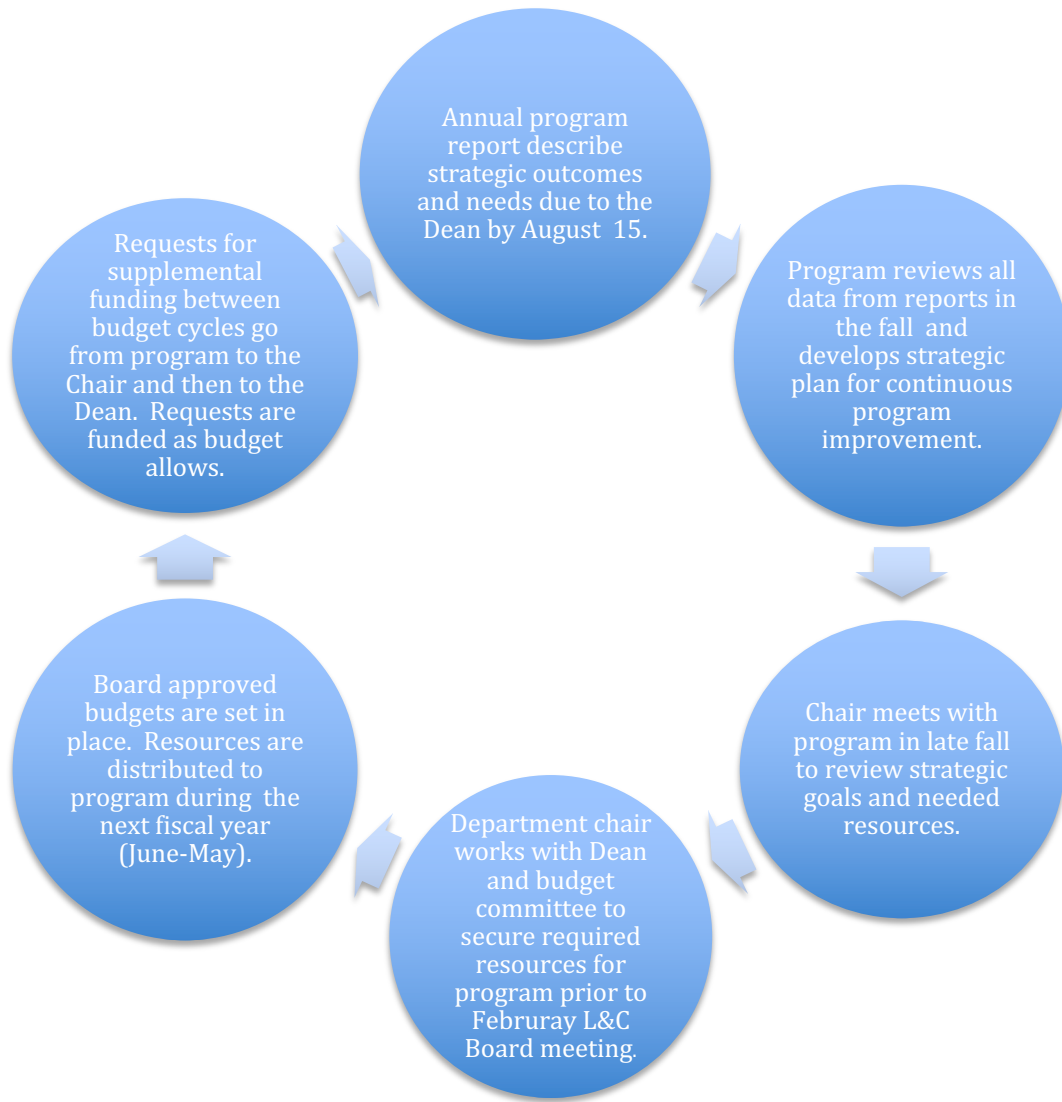 Annual program
report describe
strategic outcomes
and needs due to the
Dean by August 15.
Program reviews all
data from reports in
the fall and
develops strategic
plan for continuous
program
improvement.
Chair meets with
program in late fall
to review strategic
goals and needed
resources.
Department chair
works with Dean
and budget
committee to
secure required
resources for
program prior to
Februray L&C
Board meeting.
Board approved
budgets are set in
place. Resources are
distributed to
program during the
next fiscal year
(June-May).
Requests for
supplemental
funding between
budget cycles go
from program to the
Chair and then to the
Dean. Requests are
funded as budget
allows.